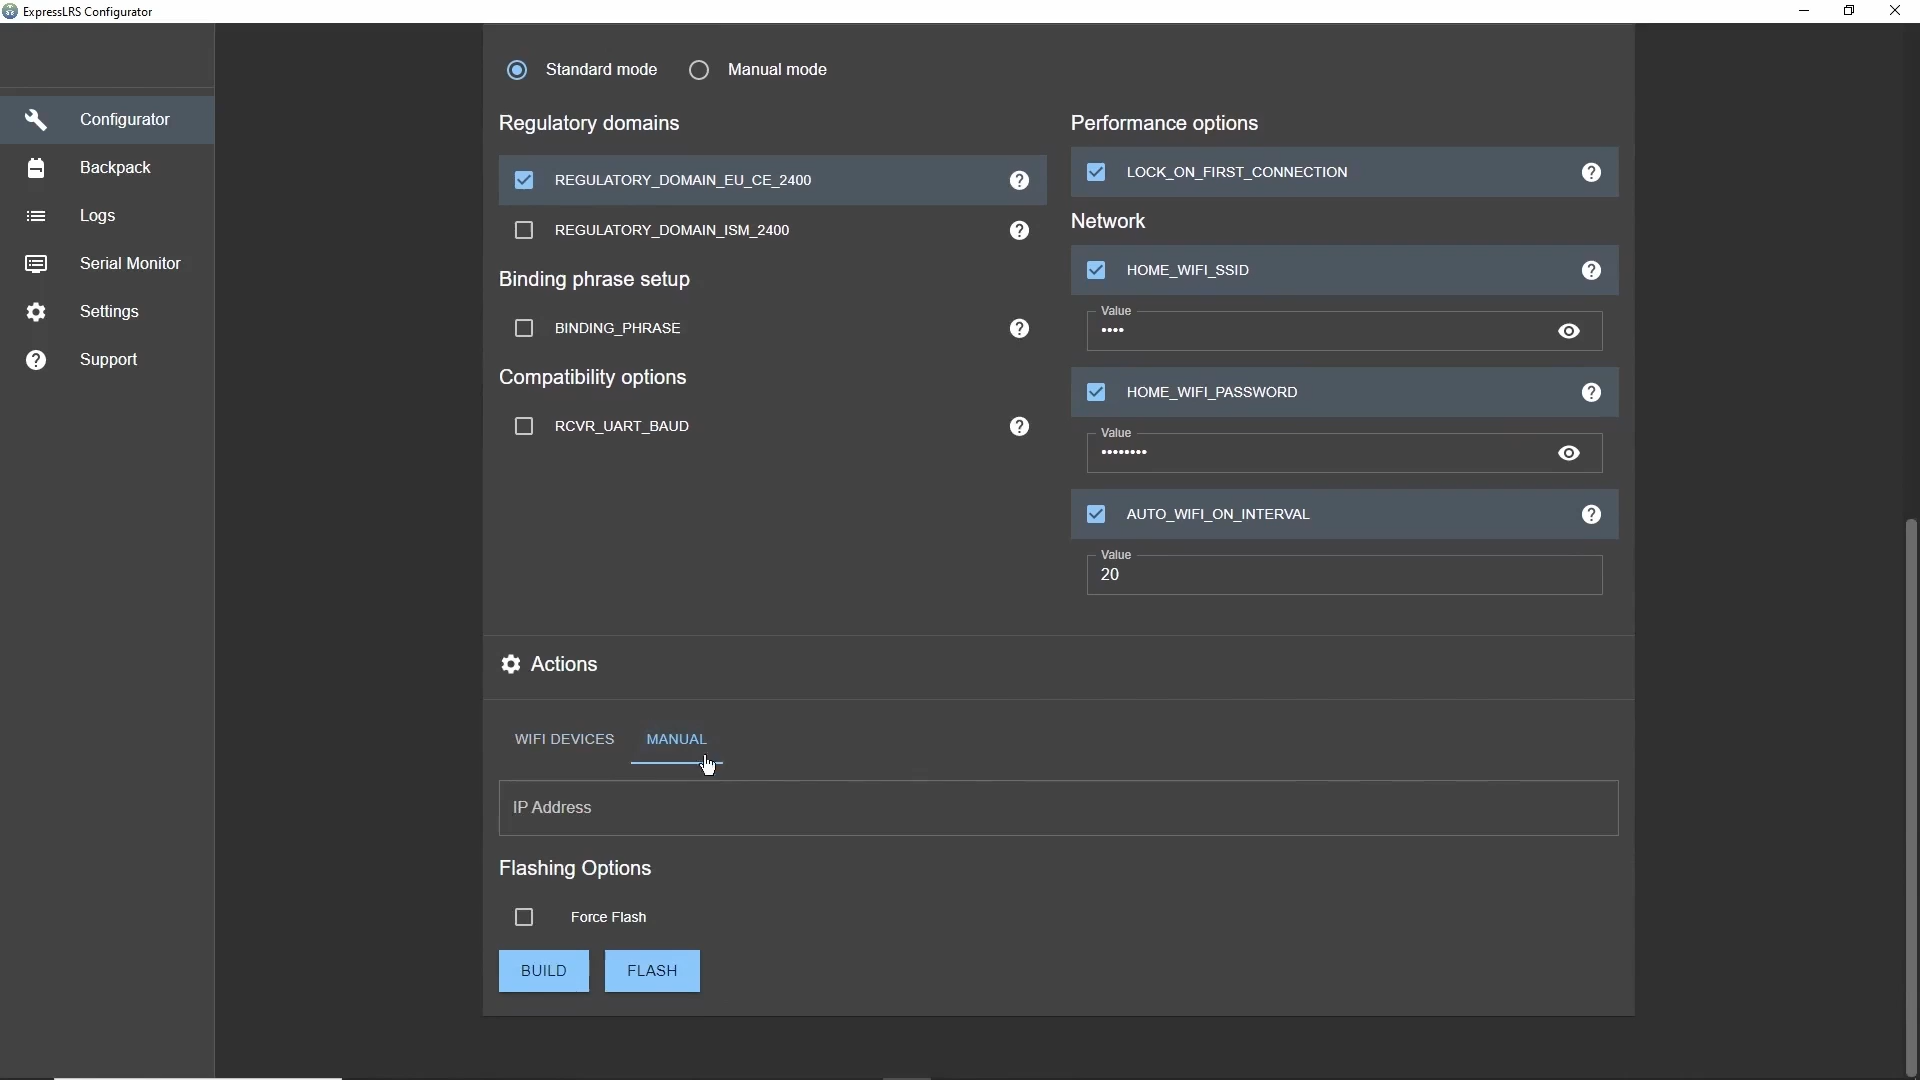 ExpressLRS Configurator
Configurator
Backpack
Logs
Serial Monitor
Settings
Support
Standard mode
Manual mode
Regulatory domains
REGULATORY_DOMAIN_EU_CE_2400
REGULATORY_DOMAIN_ISM_2400
Binding phrase setup
BINDING_PHRASE
Compatibility options
RCVR_UART_BAUD
Performance options
LOCK_ON_FIRST_CONNECTION
Network
HOME_WIFI_SSID
Value
••••
HOME_WIFI_PASSWORD
Value
••••••••
AUTO_WIFI_ON_INTERVAL
Value
20
Actions
WIFI DEVICES
MANUAL
IP Address
Flashing Options
Force Flash
BUILD
FLASH